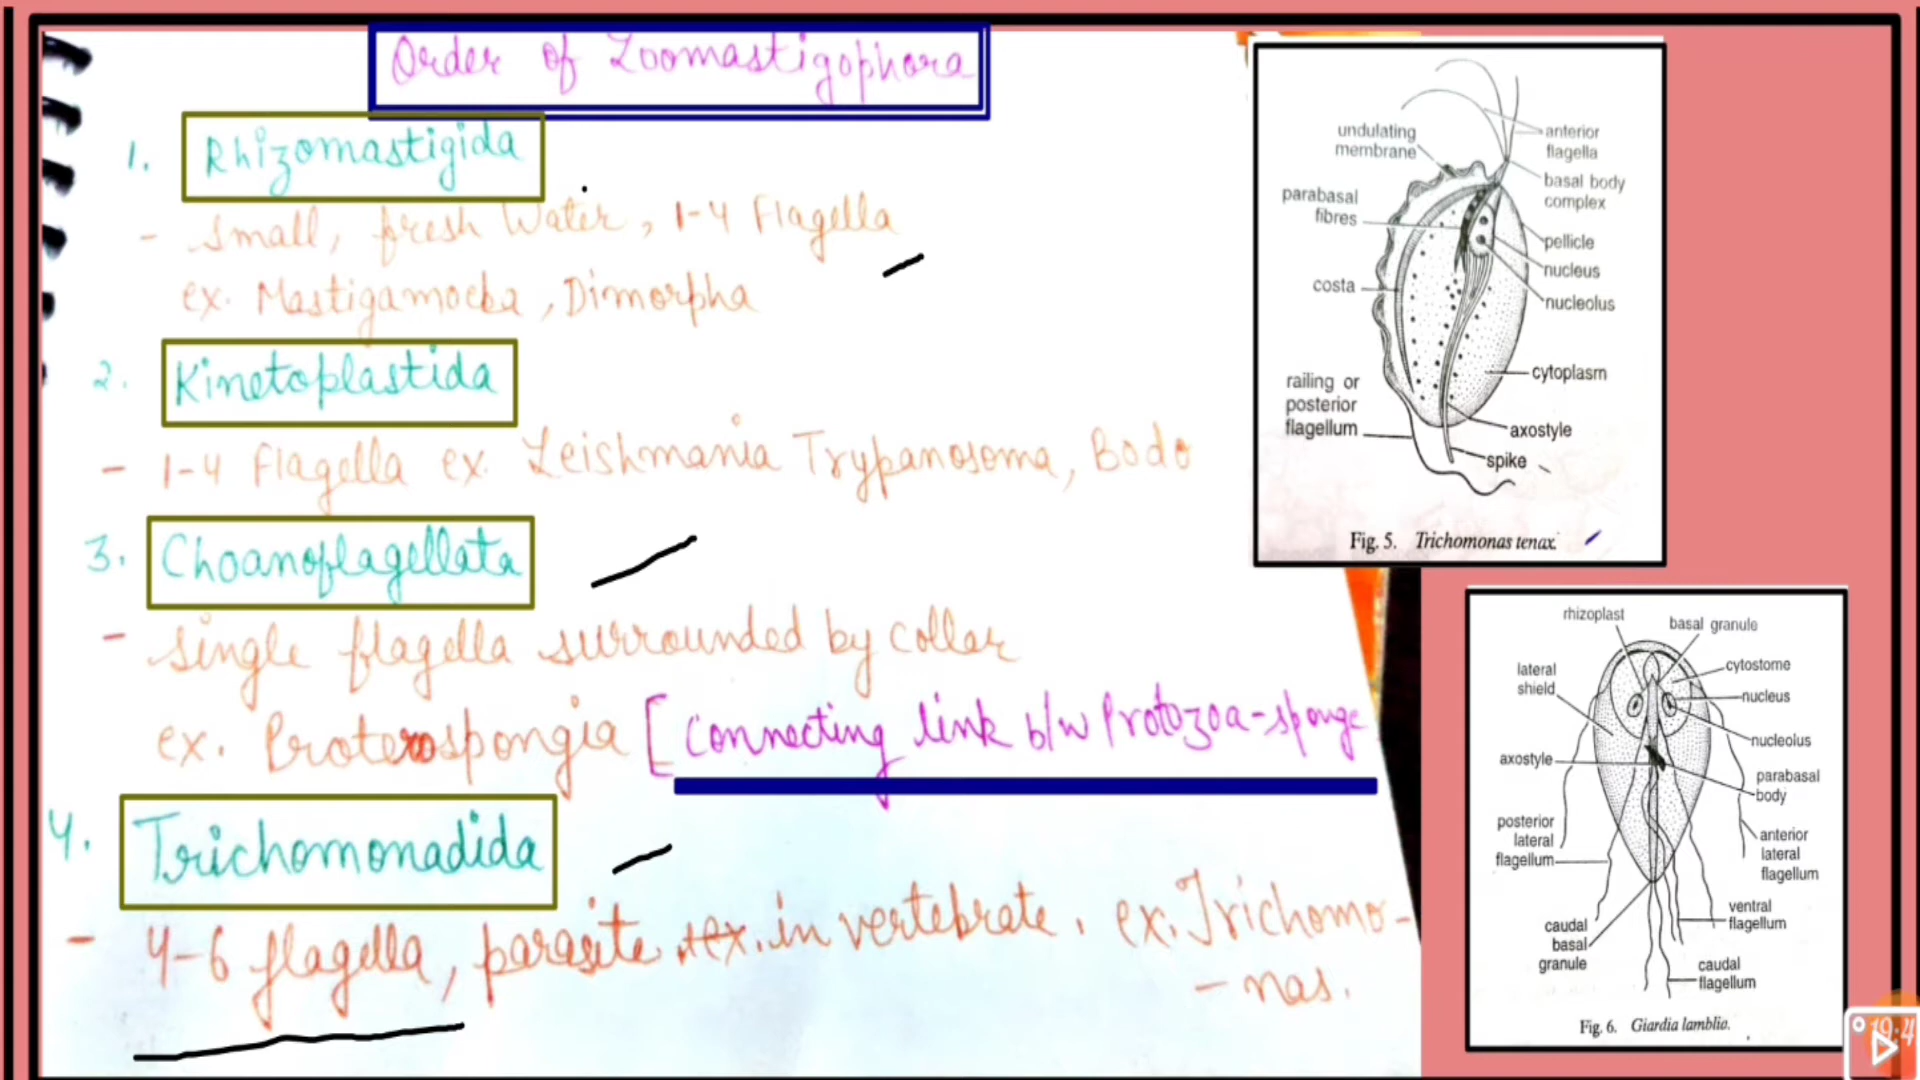 Order of Zoomastigophora
1. Rhizomastigida
- small, fresh Water, 1-4 Flagella
ex. Mastigamoeba, Dimorpha
2. Kinetoplastida
- 1-4 Flagella ex. Leishmania Trypanosoma, Bodo
3. Choanoflagellata
- single flagella surrounded by collar
ex. Proterospongia [Connecting link b/w Protozoa-sponge
4. Trichomonadida
- 4-6 flagella, parasite in vertebrate. ex. Trichomo-
- nas.
undulating
membrane
parabasal
fibres
costa
railing or
posterior
flagellum
anterior
flagella
basal body
complex
pellicle
nucleus
nucleolus
cytoplasm
axostyle
spike
Fig. 5. Trichomonas tenax.
rhizoplast
basal granule
lateral
shield
cytostome
nucleus
nucleolus
axostyle
parabasal
body
posterior
lateral
flagellum
anterior
lateral
flagellum
ventral
flagellum
caudal
basal
granule
caudal
flagellum
Fig. 6. Giardia lamblia.